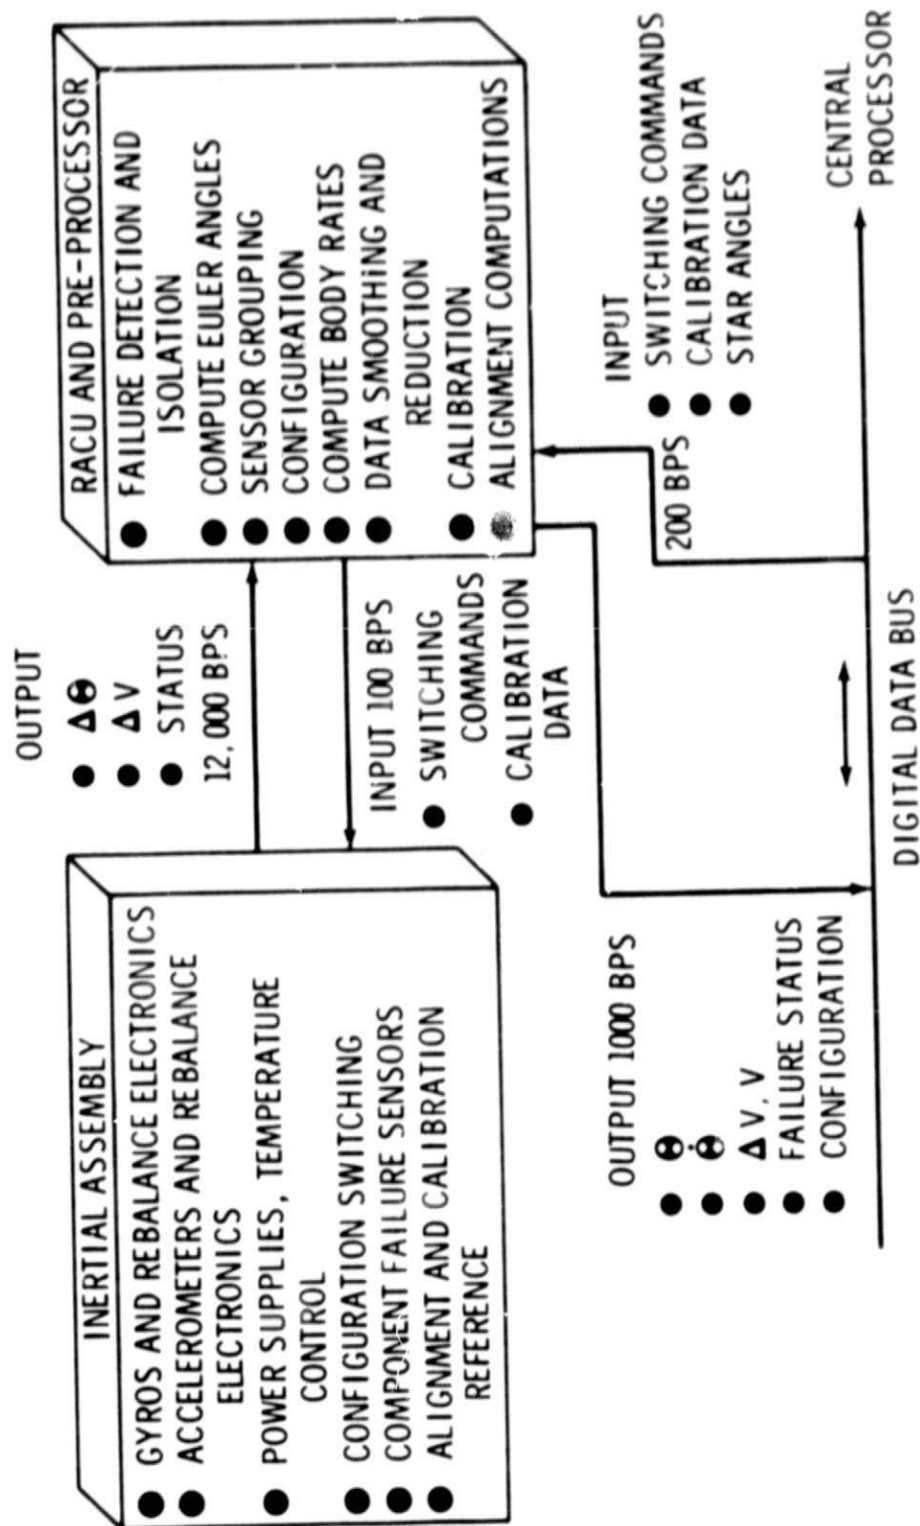 INERTIAL ASSEMBLY
● GYROS AND REBALANCE ELECTRONICS
● ACCELEROMETERS AND REBALANCE
ELECTRONICS
● POWER SUPPLIES, TEMPERATURE
CONTROL
● CONFIGURATION SWITCHING
● COMPONENT FAILURE SENSORS
● ALIGNMENT AND CALIBRATION
REFERENCE
OUTPUT
● ΔΘ
● ΔV
● STATUS
12,000 BPS
INPUT 100 BPS
● SWITCHING
COMMANDS
● CALIBRATION
DATA
RACU AND PRE-PROCESSOR
● FAILURE DETECTION AND
ISOLATION
● COMPUTE EULER ANGLES
● SENSOR GROUPING
● CONFIGURATION
● COMPUTE BODY RATES
● DATA SMOOTHING AND
REDUCTION
● CALIBRATION
● ALIGNMENT COMPUTATIONS
OUTPUT 1000 BPS
● Θ
● Θ̇
● ΔV, V
● FAILURE STATUS
● CONFIGURATION
200 BPS
INPUT
● SWITCHING COMMANDS
● CALIBRATION DATA
● STAR ANGLES
DIGITAL DATA BUS
CENTRAL
PROCESSOR